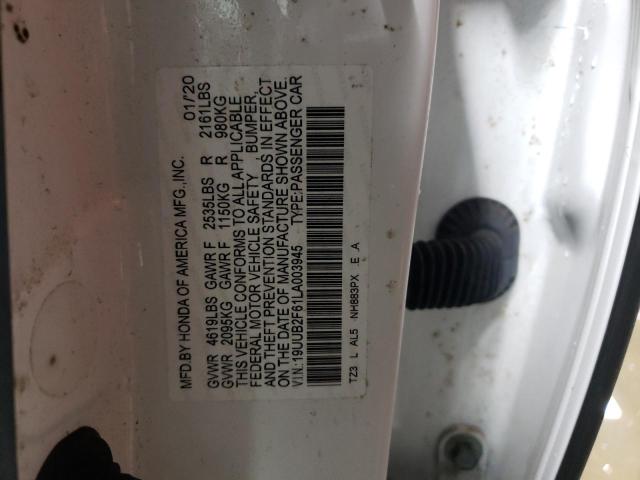 MFD.BY HONDA OF AMERICA MFG.,INC. 01/'20
GVWR 4619LBS GAWR F 2535LBS R 2161LBS
GVWR 2095KG GAWR F 1150KG R 980KG
THIS VEHICLE CONFORMS TO ALL APPLICABLE
FEDERAL MOTOR VEHICLE SAFETY BUMPER,
AND THEFT PREVENTION STANDARDS IN EFFECT
ON THE DATE OF MANUFACTURE SHOWN ABOVE.
V.I.N.:19UUB2F61LA003945 TYPE:PASSENGER CAR
TZ3 L AL5 NH883PX E A